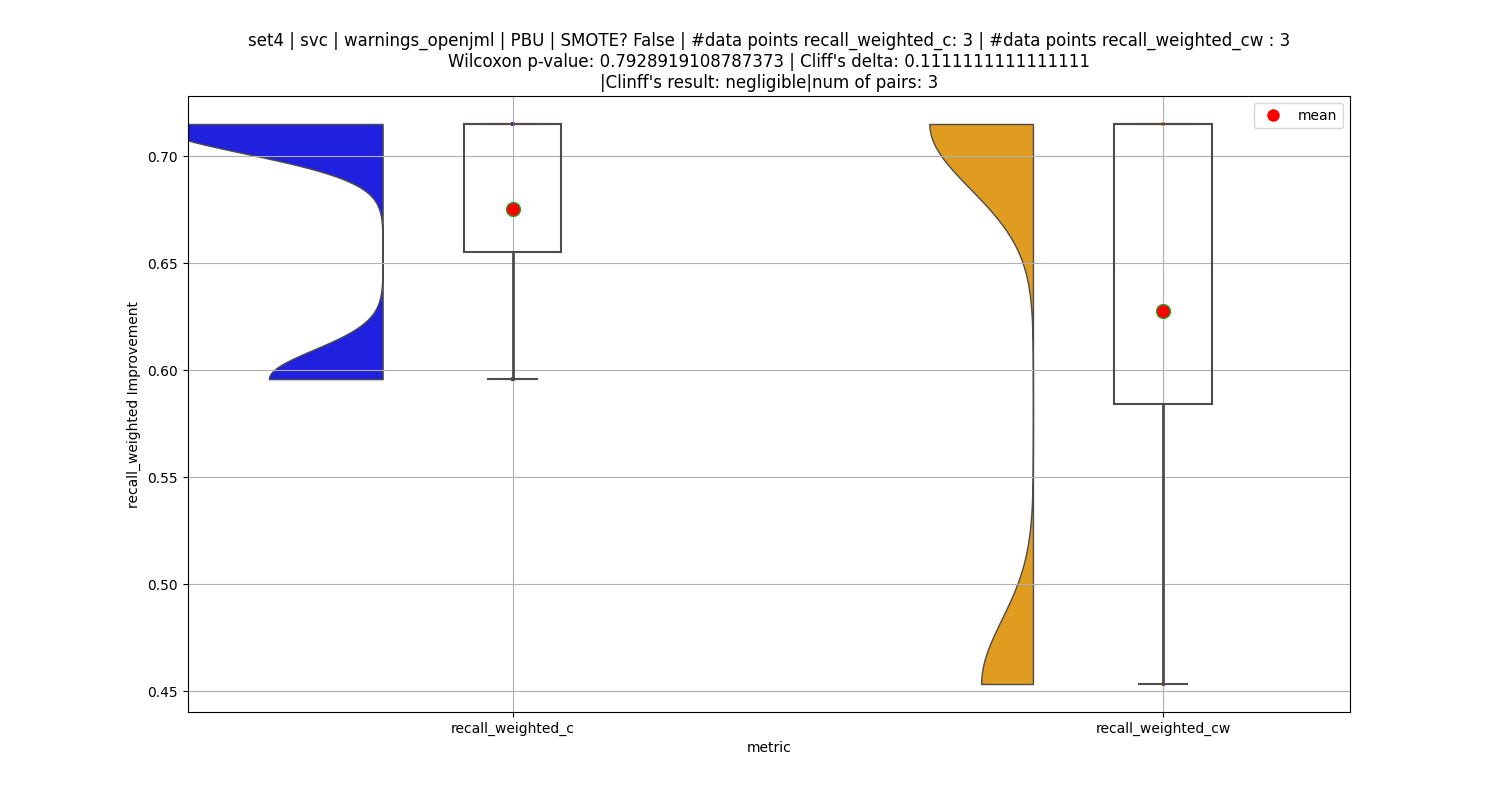 set4 | svc | warnings_openjml | PBU | SMOTE? False | #data points recall_weighted_c: 3 | #data points recall_weighted_cw : 3
Wilcoxon p-value: 0.7928919108787373 | Cliff's delta: 0.1111111111111111
|Clinff's result: negligible|num of pairs: 3
mean
0.70
0.65
0.60
0.55
0.50
0.45
recall_weighted Improvement
recall_weighted_c
recall_weighted_cw
metric